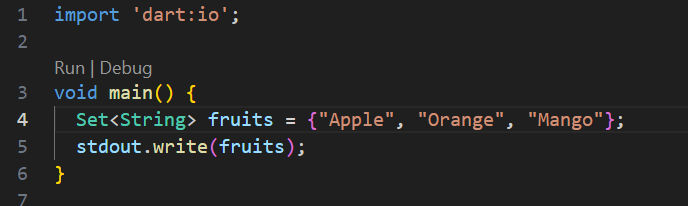 1 import 'dart:io';
2
Run | Debug
3 void main() {
4   Set<String> fruits = {"Apple", "Orange", "Mango"};
5   stdout.write(fruits);
6 }
7